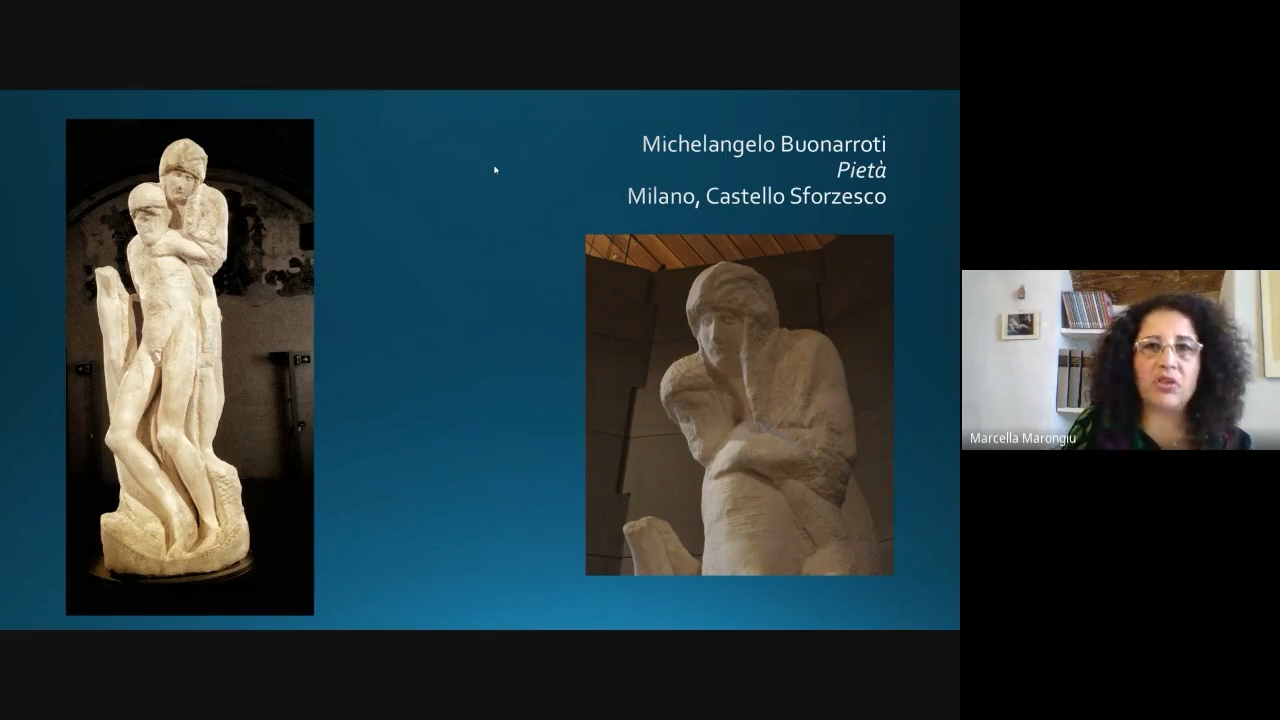 Michelangelo Buonarroti
Pietà
Milano, Castello Sforzesco
Marcella Marongiu